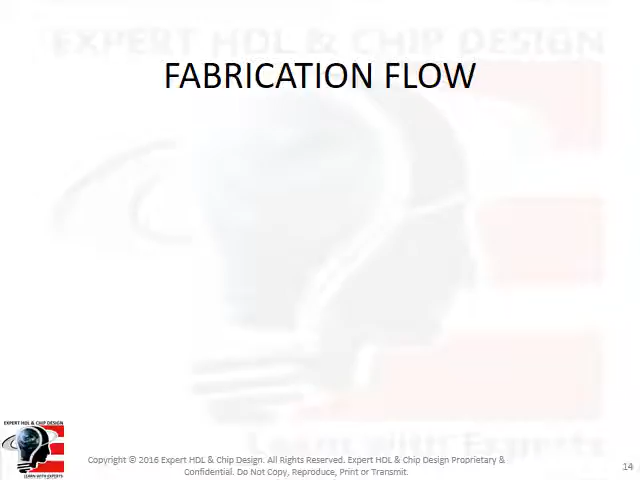 EXPERT HDL & CHIP DESIGN
FABRICATION FLOW
Learn with Experts
EXPERT HDL & CHIP DESIGN
LEARN WITH EXPERTS
Copyright © 2016 Expert HDL & Chip Design. All Rights Reserved. Expert HDL & Chip Design Proprietary &
Confidential. Do Not Copy, Reproduce, Print or Transmit.
14